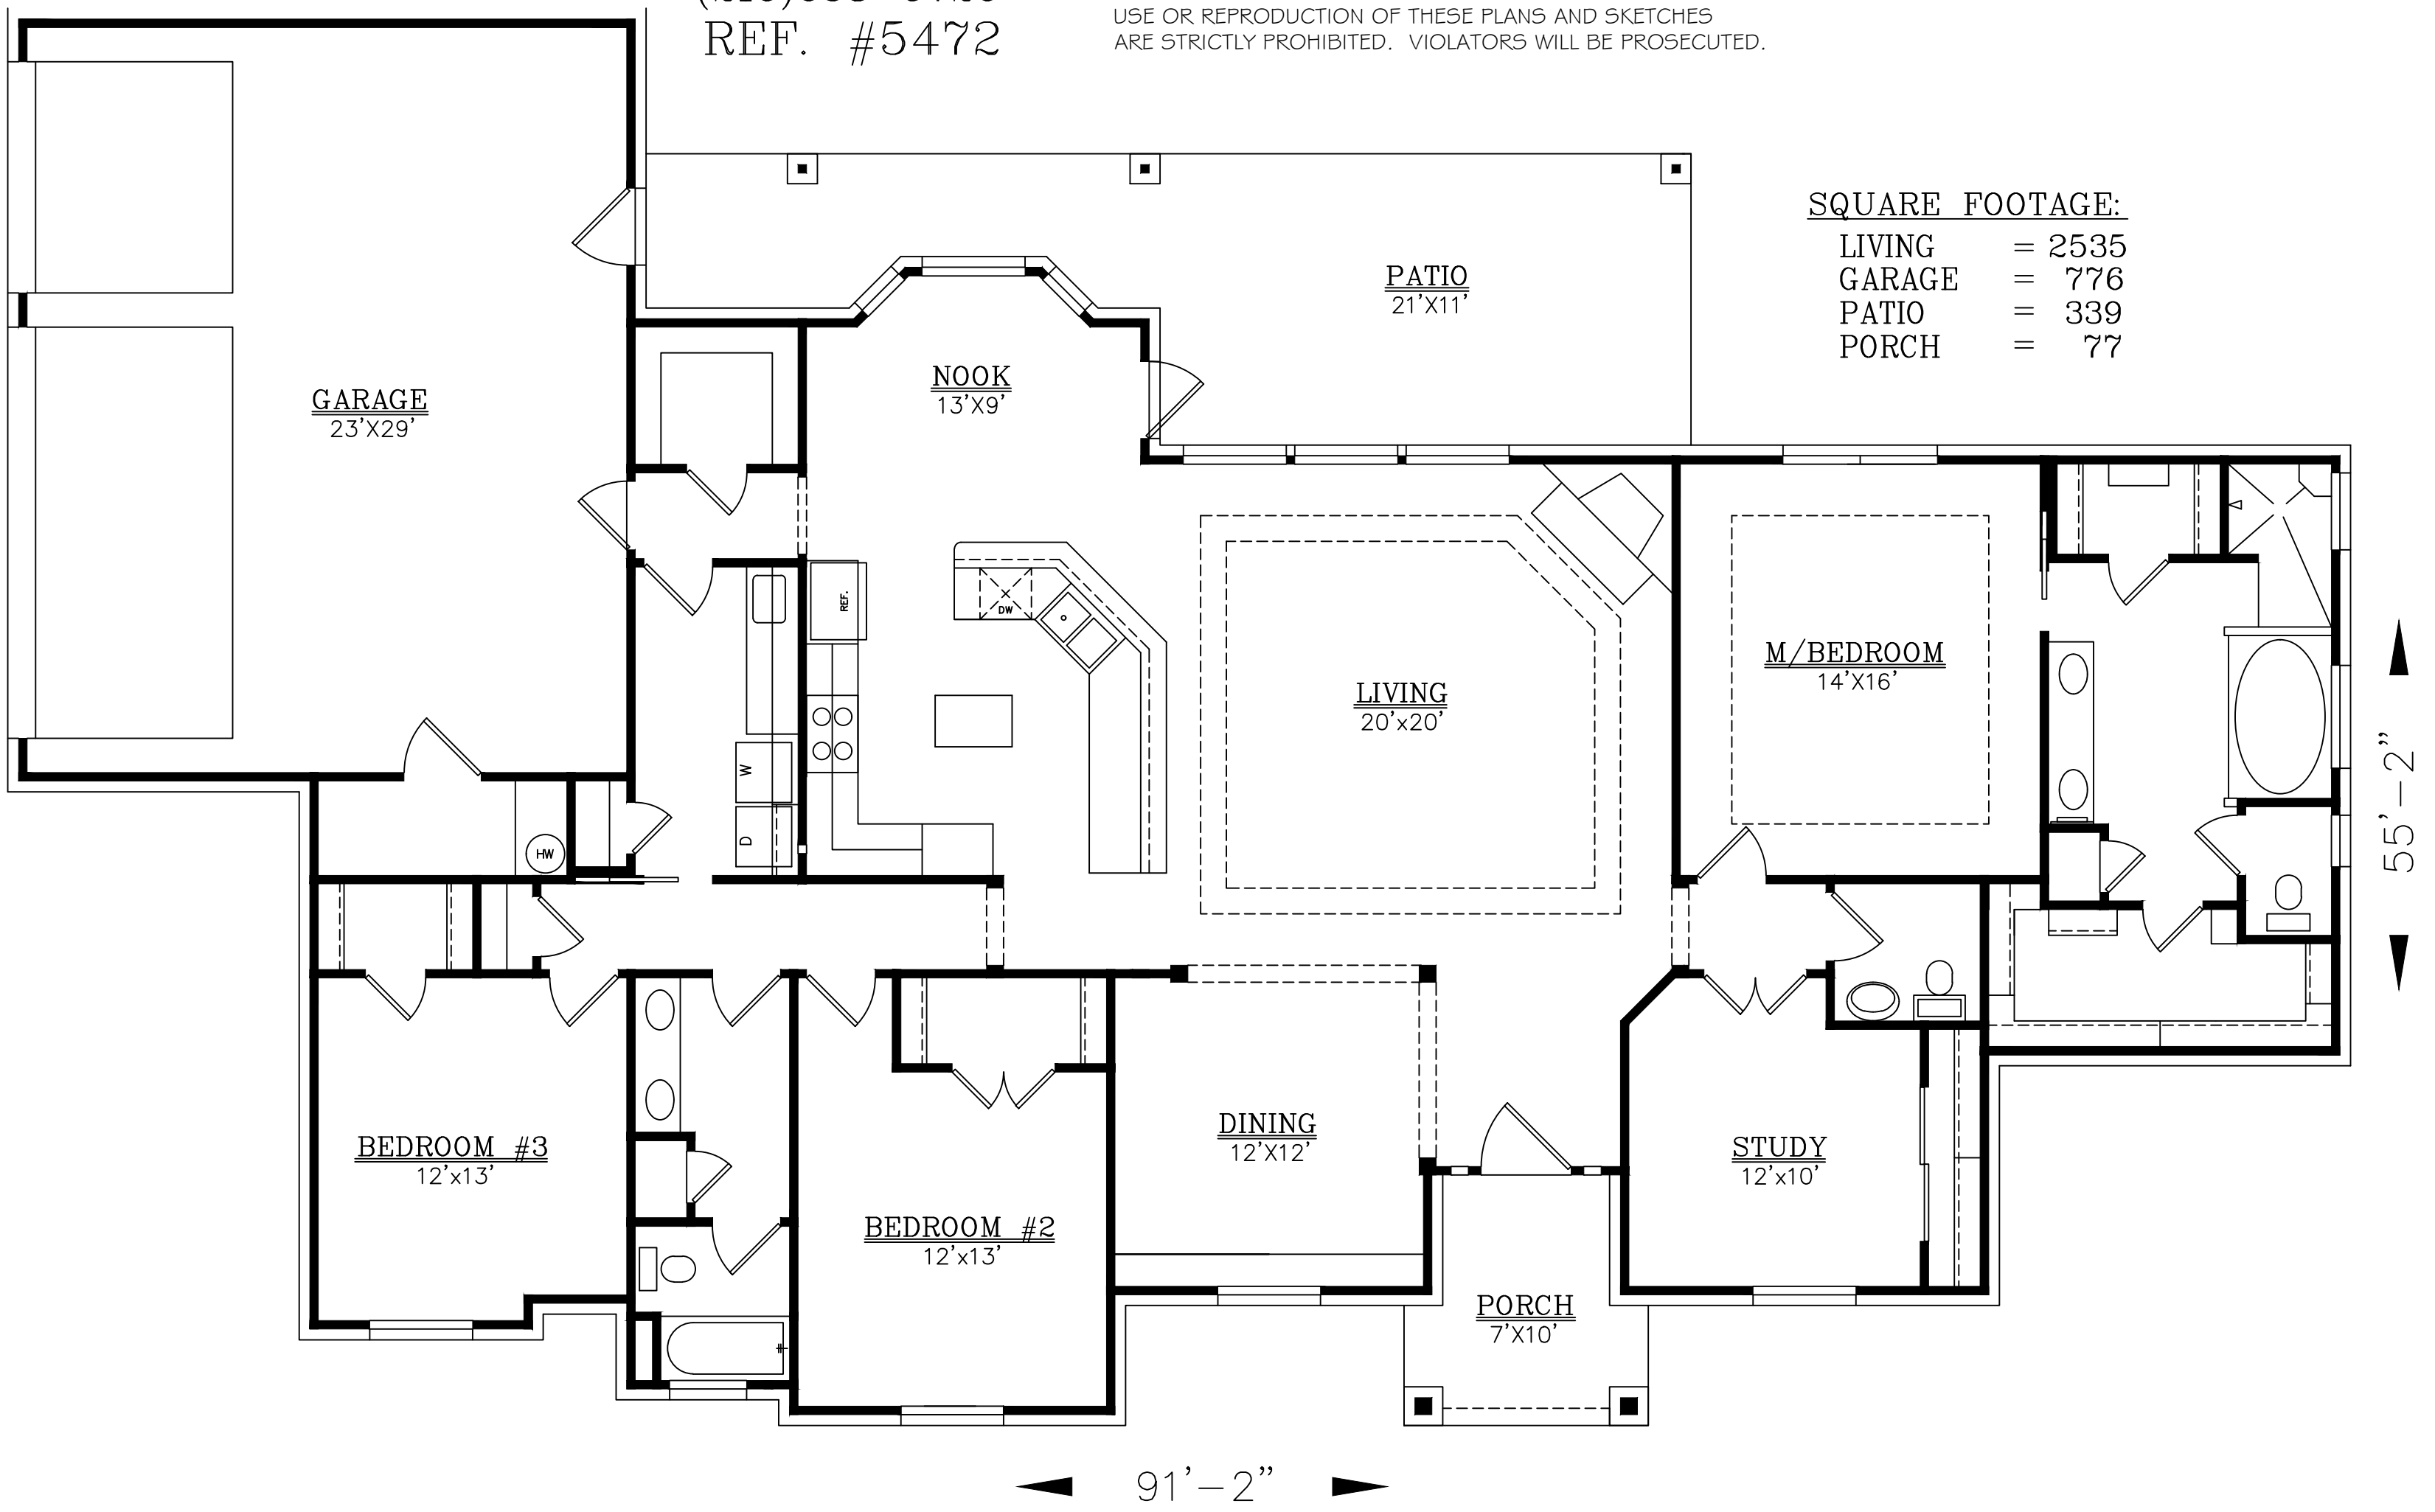 REF. #5472
USE OR REPRODUCTION OF THESE PLANS AND SKETCHES
ARE STRICTLY PROHIBITED. VIOLATORS WILL BE PROSECUTED.
SQUARE FOOTAGE:
LIVING = 2535
GARAGE = 776
PATIO = 339
PORCH = 77
PATIO
21'X11'
NOOK
13'X9'
GARAGE
23'X29'
REF.
DW
M/BEDROOM
14'X16'
LIVING
20'x20'
W
D
HW
55'-2"
DINING
12'X12'
BEDROOM #3
12'x13'
STUDY
12'x10'
BEDROOM #2
12'x13'
PORCH
7'X10'
91'-2"